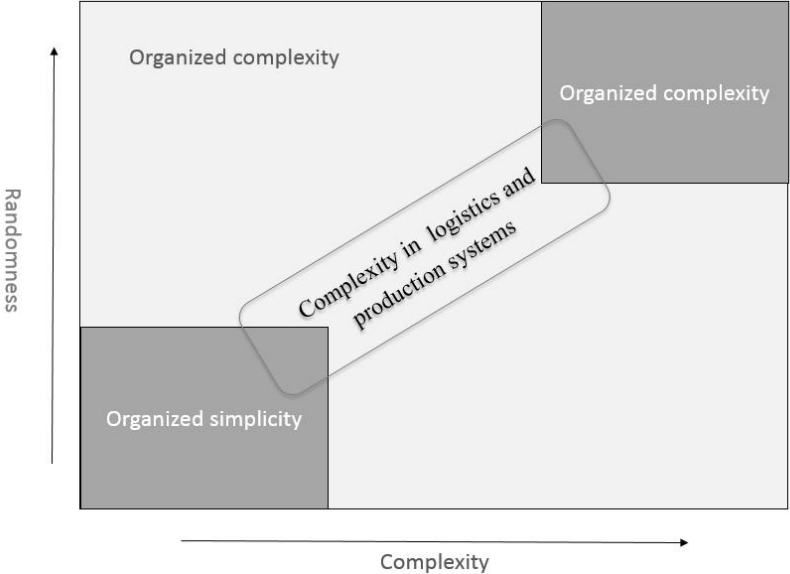 Organized complexity
Organized complexity
Complexity in logistics and
production systems
Organized simplicity
Randomness
Complexity